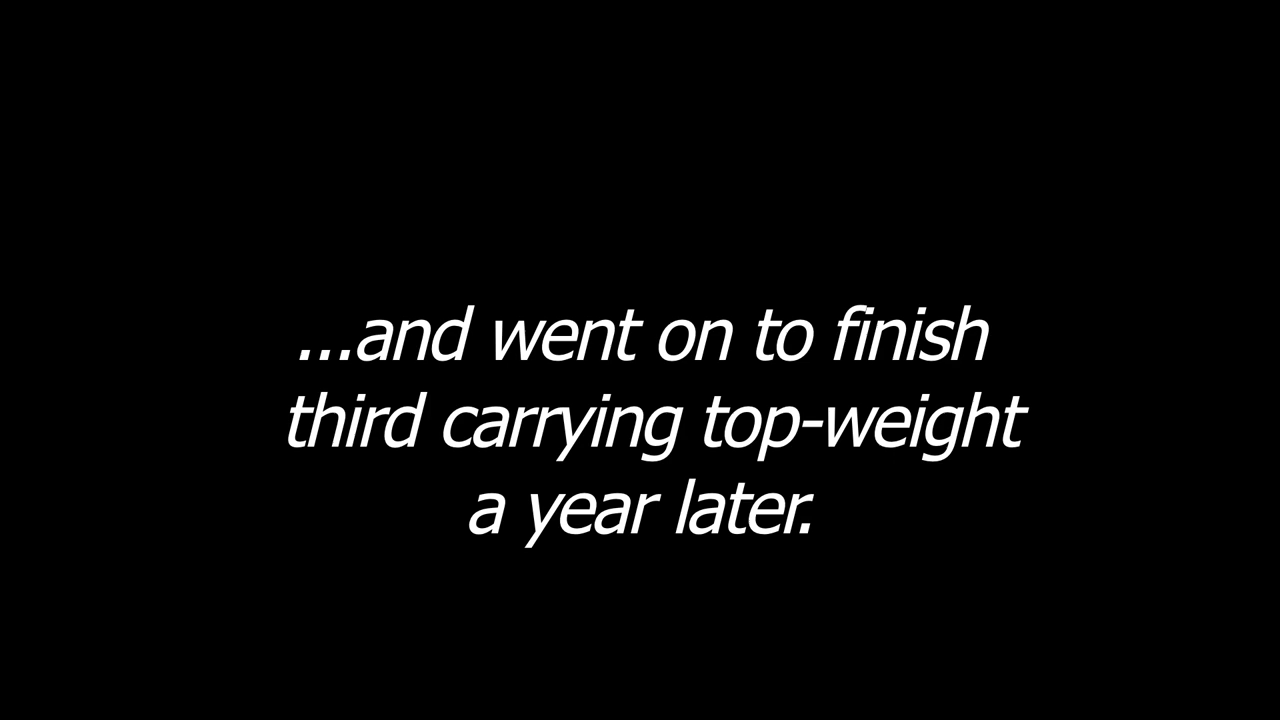 ...and went on to finish
third carrying top-weight
a year later.